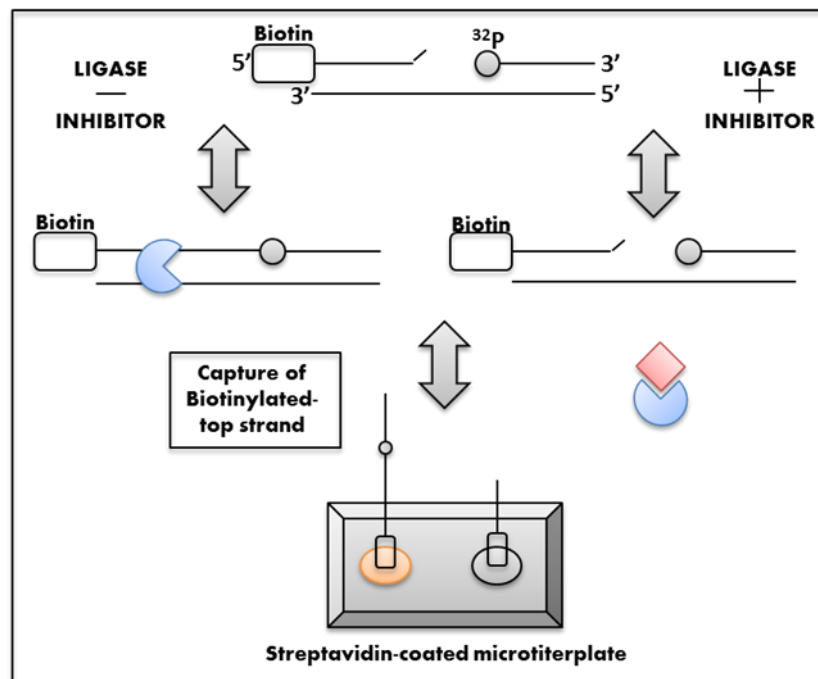 Biotin
32P
5’
3’
3’
5’
LIGASE
—
INHIBITOR
LIGASE
+
INHIBITOR
Biotin
Biotin
Capture of
Biotinylated-
top strand
Streptavidin-coated microtiterplate